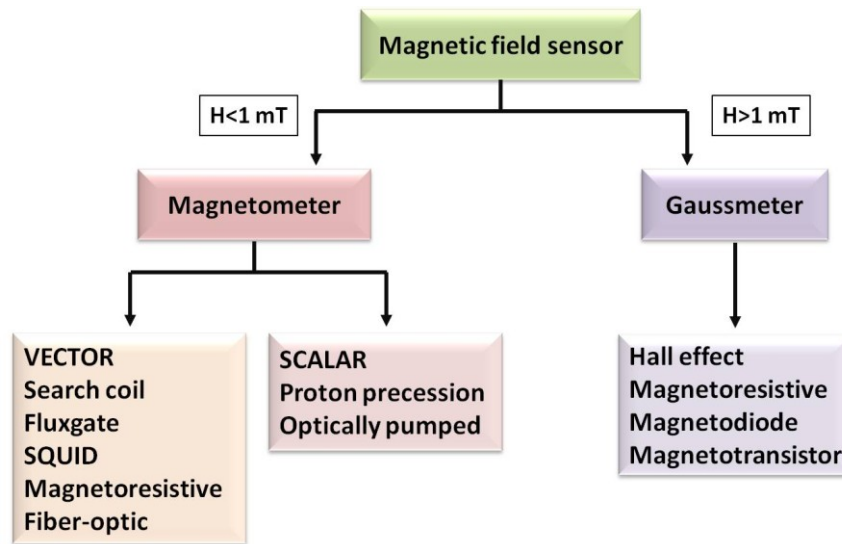 Magnetic field sensor
H<1 mT
H>1 mT
Magnetometer
Gaussmeter
VECTOR
Search coil
Fluxgate
SQUID
Magnetoresistive
Fiber-optic
SCALAR
Proton precession
Optically pumped
Hall effect
Magnetoresistive
Magnetodiode
Magnetotransistor